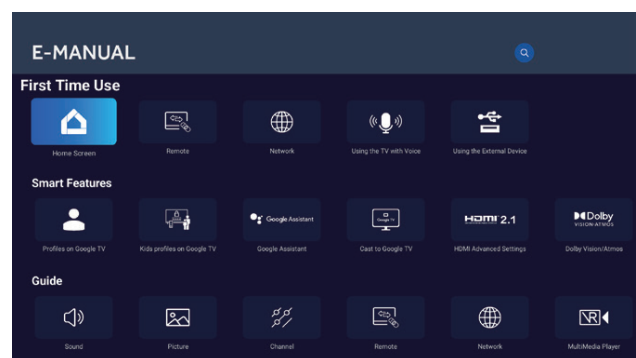 E-MANUAL
First Time Use
Home Screen
Remote
Network
Using the TV with Voice
Using the External Device
Smart Features
Google Assistant
Google TV
HDMI 2.1
Dolby
VISION·ATMOS
Profiles on Google TV
Kids profiles on Google TV
Google Assistant
Cast to Google TV
HDMI Advanced Settings
Dolby Vision/Atmos
Guide
Sound
Picture
Channel
Remote
Network
MultiMedia Player